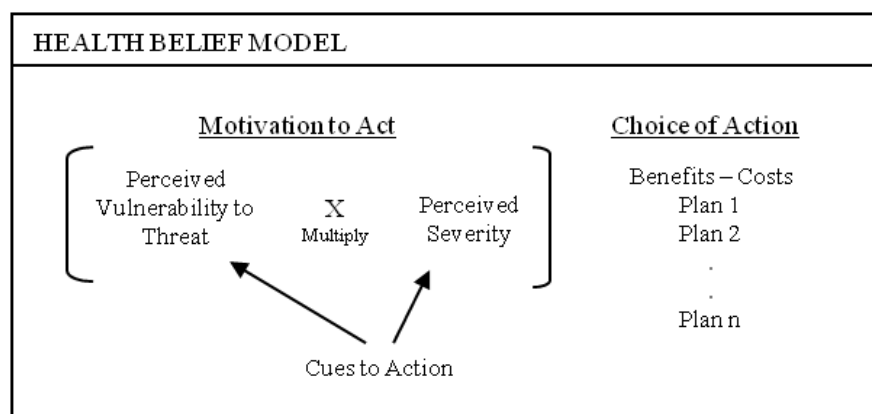 HEALTH BELIEF MODEL
Motivation to Act
Choice of Action
Perceived
Vulnerability to
Threat
X
Multiply
Perceived
Severity
Benefits – Costs
Plan 1
Plan 2
.
.
Plan n
Cues to Action